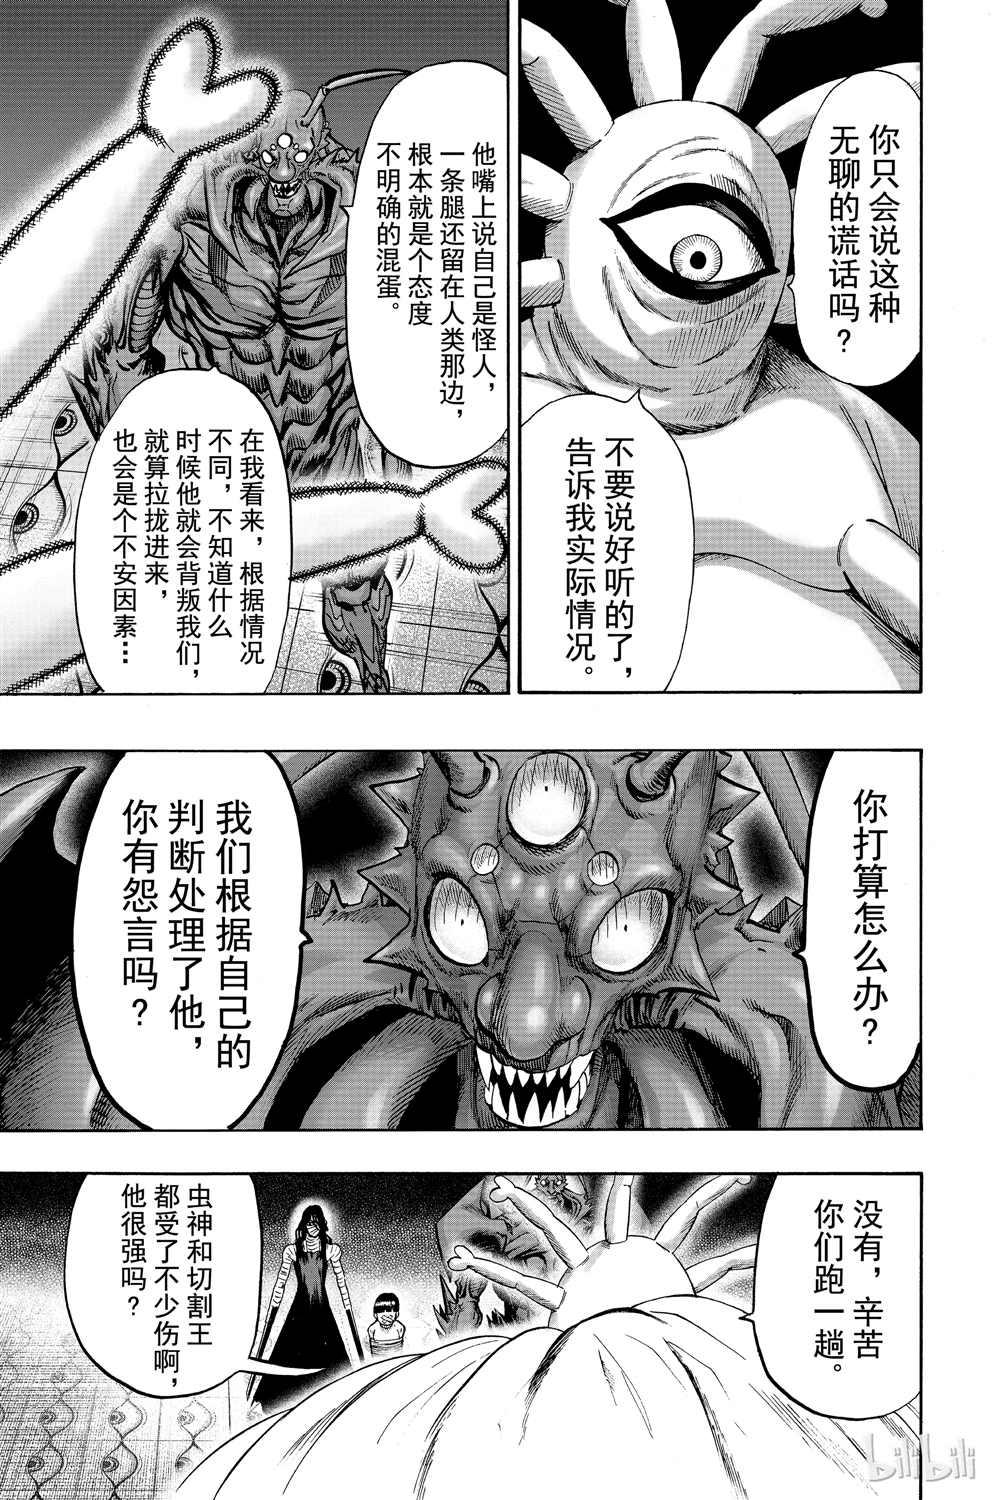 你只会说这种
无聊的谎话吗？
不要说好听的了，
告诉我实际情况。
他嘴上说自己是怪人，
一条腿还留在人类那边，
根本就是个态度
不明确的混蛋。
在我看来，根据情况
不同，不知道什么
时候他就会背叛我们，
就算拉拢进来，
也会是个不安因素…
你打算怎么办？
我们根据自己的
判断处理了他，
你有怨言吗？
没有，辛苦
你们跑一趟。
虫神和切割王
都受了不少伤啊，
他很强吗？
bilibili